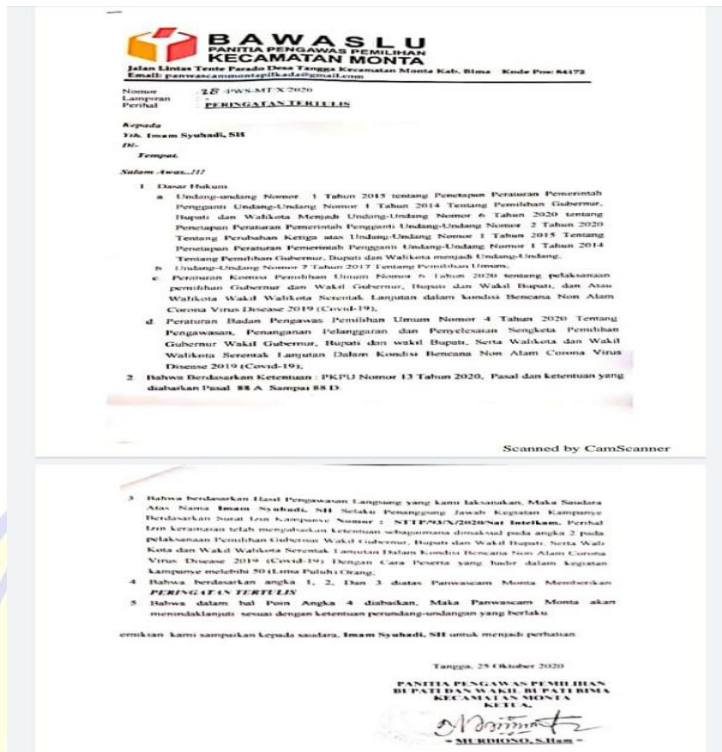 BAWASLU
PANITIA PENGAWAS PEMILIHAN
KECAMATAN MONTA
Jalan Lintas Tente Parado Desa Tangga Kecamatan Monta Kab. Bima Kode Pos: 84172
Email: panwascammontapilkada@gmail.com
Nomor : 28 /PWS-MT/X/2020
Lampiran : -
Perihal : PERINGATAN TERTULIS
Kepada
Yth. Imam Syuhadi, SH
Di-
Tempat.
Salam Awas..!!!
1 Dasar Hukum
a. Undang-undang Nomor 1 Tahun 2015 tentang Penetapan Peraturan Pemerintah
Pengganti Undang-Undang Nomor 1 Tahun 2014 Tentang Pemilihan Gubernur,
Bupati dan Walikota Menjadi Undang-Undang Nomor 6 Tahun 2020 tentang
Penetapan Peraturan Pemerintah Pengganti Undang-Undang Nomor 2 Tahun 2020
Tentang Perubahan Ketiga atas Undang-Undang Nomor 1 Tahun 2015 Tentang
Penetapan Peraturan Pemerintah Pengganti Undang-Undang Nomor 1 Tahun 2014
Tentang Pemilihan Gubernur, Bupati dan Walikota menjadi Undang-Undang;
b. Undang-Undang Nomor 7 Tahun 2017 Tentang Pemilihan Umum,
c. Peraturan Komisi Pemilihan Umum Nomor 6 Tahun 2020 tentang pelaksanaan
pemilihan Gubernur dan Wakil Gubernur, Bupati dan Wakil Bupati, dan Atau
Walikota Wakil Walikota Serentak Lanjutan dalam kondisi Bencana Non Alam
Corona Virus Disease 2019 (Covid-19),
d. Peraturan Badan Pengawas Pemilihan Umum Nomor 4 Tahun 2020 Tentang
Pengawasan, Penanganan Pelanggaran dan Penyelesaian Sengketa Pemilihan
Gubernur Wakil Gubernur, Bupati dan wakil Bupati, Serta Walikota dan Wakil
Walikota Serentak Lanjutan Dalam Kondisi Bencana Non Alam Corona Virus
Disease 2019 (Covid-19);
2 Bahwa Berdasarkan Ketentuan : PKPU Nomor 13 Tahun 2020, Pasal dan ketentuan yang
diabaikan Pasal 88 A Sampai 88 D.
Scanned by CamScanner
3 Bahwa berdasarkan Hasil Pengawasan Langsung yang kami laksanakan, Maka Saudara
Atas Nama Imam Syuhadi, SH Selaku Penanggung Jawab Kegiatan Kampanye
Berdasarkan Surat Izin Kampanye Nomor : STTP/93/X/2020/Sat Intelkam, Perihal
Izin keramaian telah mengabaikan ketentuan sebagaimana dimaksud pada angka 2 pada
pelaksanaan Pemilihan Gubernur Wakil Gubernur, Bupati dan Wakil Bupati, Serta Wali
Kota dan Wakil Walikota Serentak Lanjutan Dalam Kondisi Bencana Non Alam Corona
Virus Disease 2019 (Covid-19) Dengan Cara Peserta yang hadir dalam kegiatan
kampanye melebihi 50 (Lima Puluh) Orang;
4 Bahwa berdasarkan angka 1, 2, Dan 3 diatas Panwascam Monta Memberikan
PERINGATAN TERTULIS
5 Bahwa dalam hal Poin Angka 4 diabaikan, Maka Panwascam Monta akan
menindaklanjuti sesuai dengan ketentuan perundang-undangan yang berlaku.
emikian kami sampaikan kepada saudara, Imam Syuhadi, SH untuk menjadi perhatian
Tangga, 25 Oktober 2020
PANITIA PENGAWAS PEMILIHAN
BUPATI DAN WAKIL BUPATI BIMA
KECAMATAN MONTA
KETUA,
- MURDIONO, S.Hum -